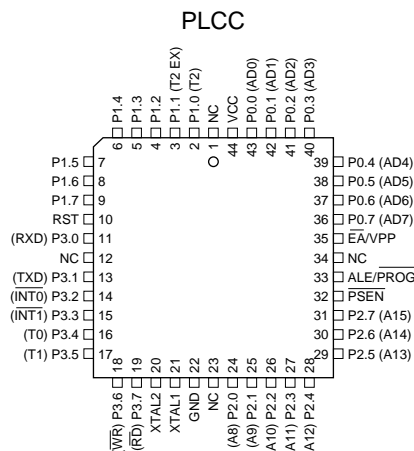 PLCC
P1.4
P1.3
P1.2
P1.1 (T2 EX)
P1.0 (T2)
NC
VCC
P0.0 (AD0)
P0.1 (AD1)
P0.2 (AD2)
P0.3 (AD3)
6
5
4
3
2
1
44
43
42
41
40
P1.5 7
P1.6 8
P1.7 9
RST 10
(RXD) P3.0 11
NC 12
(TXD) P3.1 13
(INT0) P3.2 14
(INT1) P3.3 15
(T0) P3.4 16
(T1) P3.5 17
39 P0.4 (AD4)
38 P0.5 (AD5)
37 P0.6 (AD6)
36 P0.7 (AD7)
35 EA/VPP
34 NC
33 ALE/PROG
32 PSEN
31 P2.7 (A15)
30 P2.6 (A14)
29 P2.5 (A13)
18
19
20
21
22
23
24
25
26
27
28
(WR) P3.6
(RD) P3.7
XTAL2
XTAL1
GND
NC
(A8) P2.0
(A9) P2.1
A10) P2.2
A11) P2.3
A12) P2.4